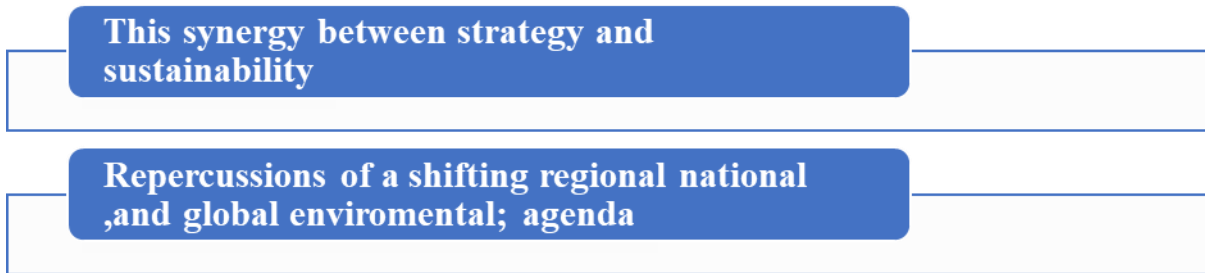 This synergy between strategy and
sustainability
Repercussions of a shifting regional national
,and global enviromental; agenda